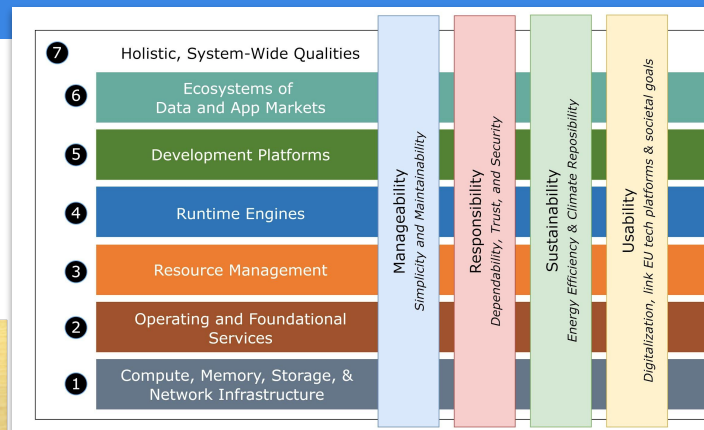 7
Holistic, System-Wide Qualities
6
Ecosystems of
Data and App Markets
5
Development Platforms
4
Runtime Engines
3
Resource Management
2
Operating and Foundational
Services
1
Compute, Memory, Storage, &
Network Infrastructure
Manageability
Simplicity and Maintainability
Responsibility
Dependability, Trust, and Security
Sustainability
Energy Efficiency & Climate Reposibility
Usability
Digitalization, link EU tech platforms & societal goals